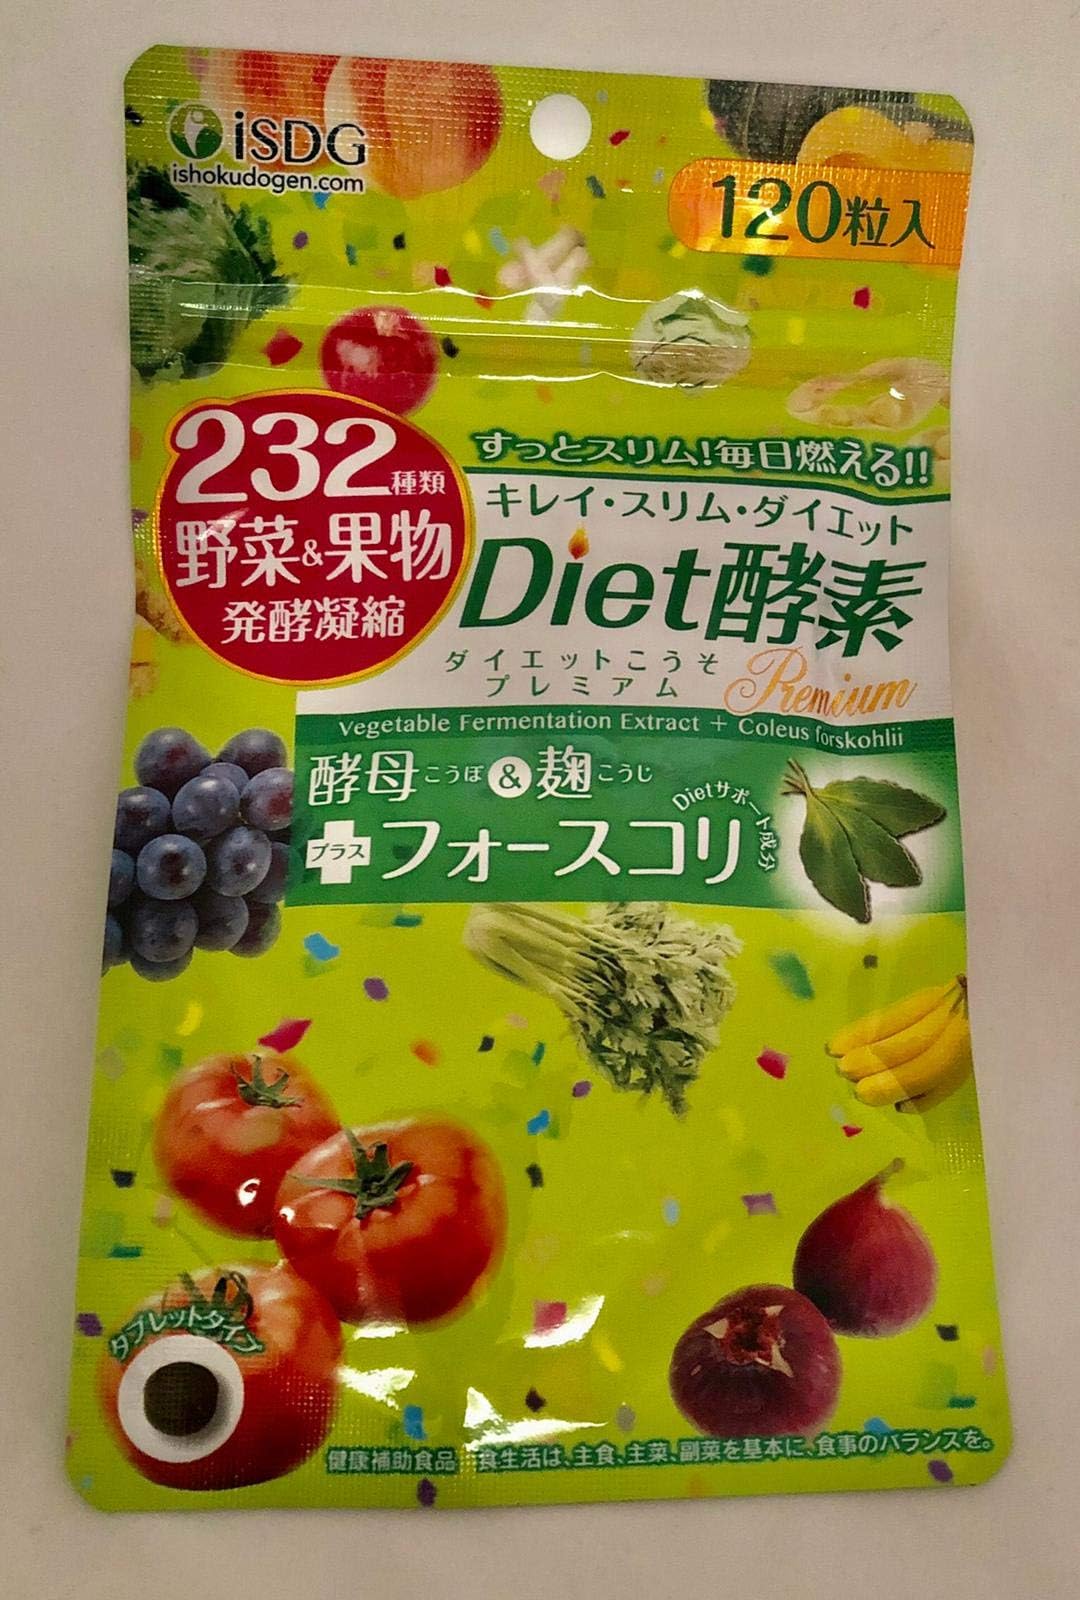 iSDG
ishokudogen.com
120粒入
232種類
野菜&果物
発酵凝縮
すっとスリム!毎日燃える!!
キレイ・スリム・ダイエット
Diet酵素
ダイエットこうそ
プレミアム
Premium
Vegetable Fermentation Extract + Coleus forskohlii
酵母こうぼ&麹こうじ
プラス フォースコリ
Dietサポート成分
タブレットタイプ
健康補助食品 食生活は、主食、主菜、副菜を基本に、食事のバランスを。